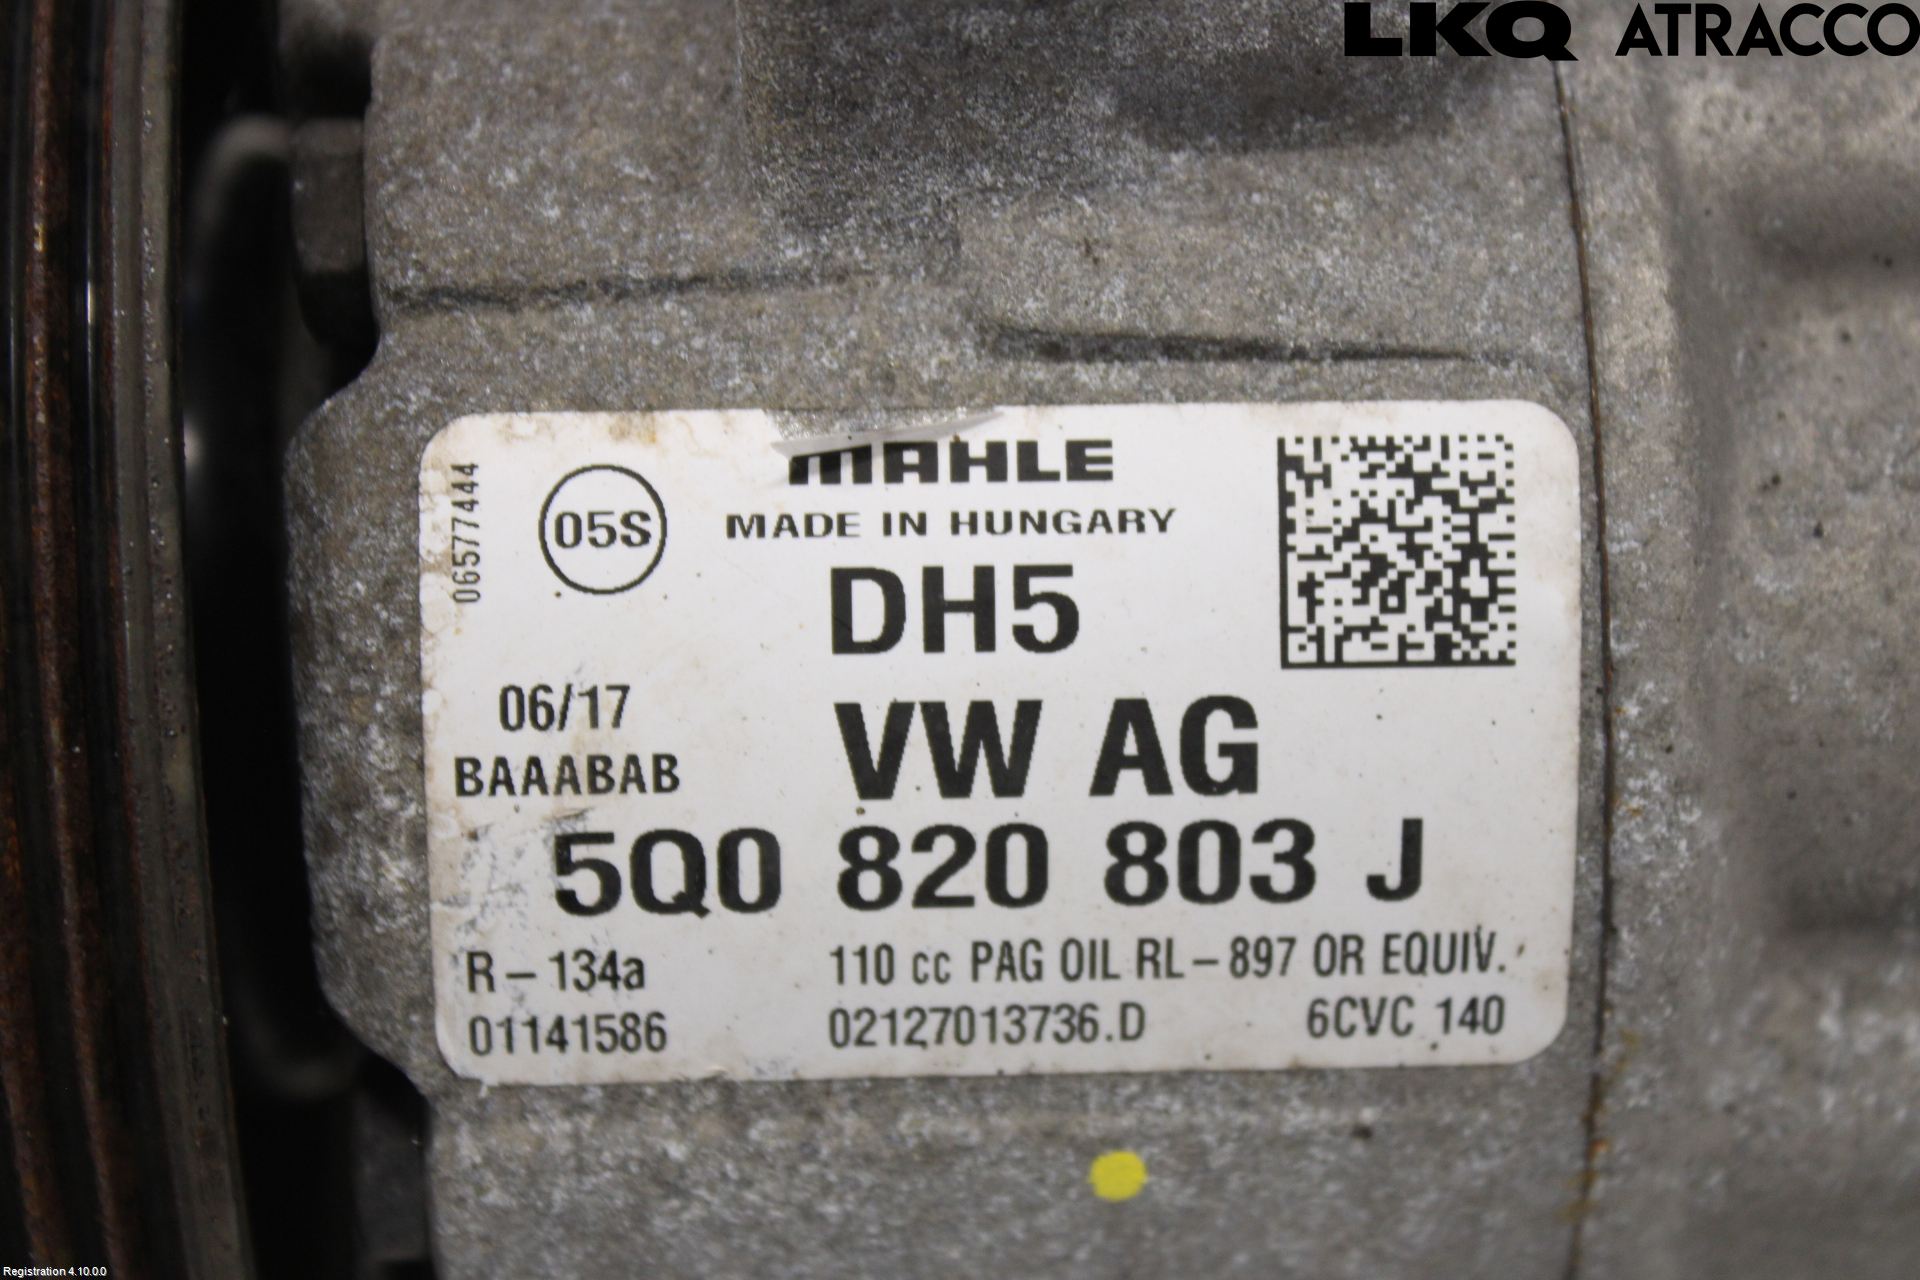 LKQ ATRACCO
MAHLE
MADE IN HUNGARY
05S
06577444
DH5
06/17
VW AG
BAAABAB
5Q0 820 803 J
R-134a
110 cc PAG OIL RL-897 OR EQUIV.
01141586
02127013736.D
6CVC 140
Registration 4.10.0.0